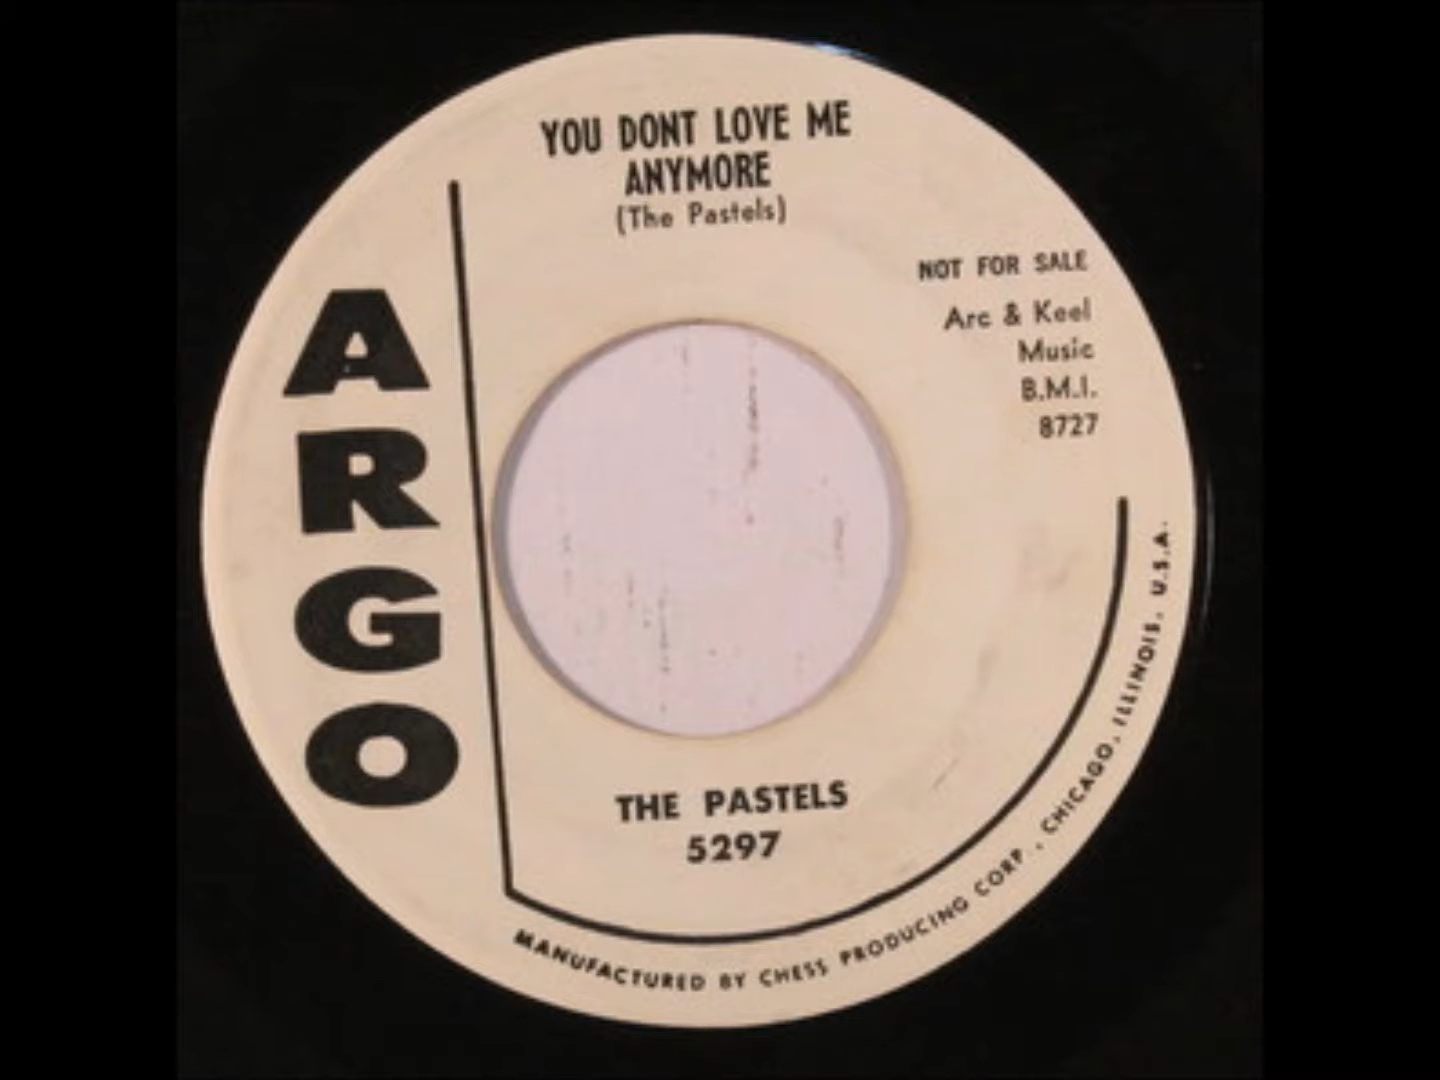 YOU DONT LOVE ME
ANYMORE
(The Pastels)
NOT FOR SALE
Arc & Keel
Music
B.M.I.
8727
ARGO
THE PASTELS
5297
MANUFACTURED BY CHESS PRODUCING CORP., CHICAGO, ILLINOIS, U.S.A.